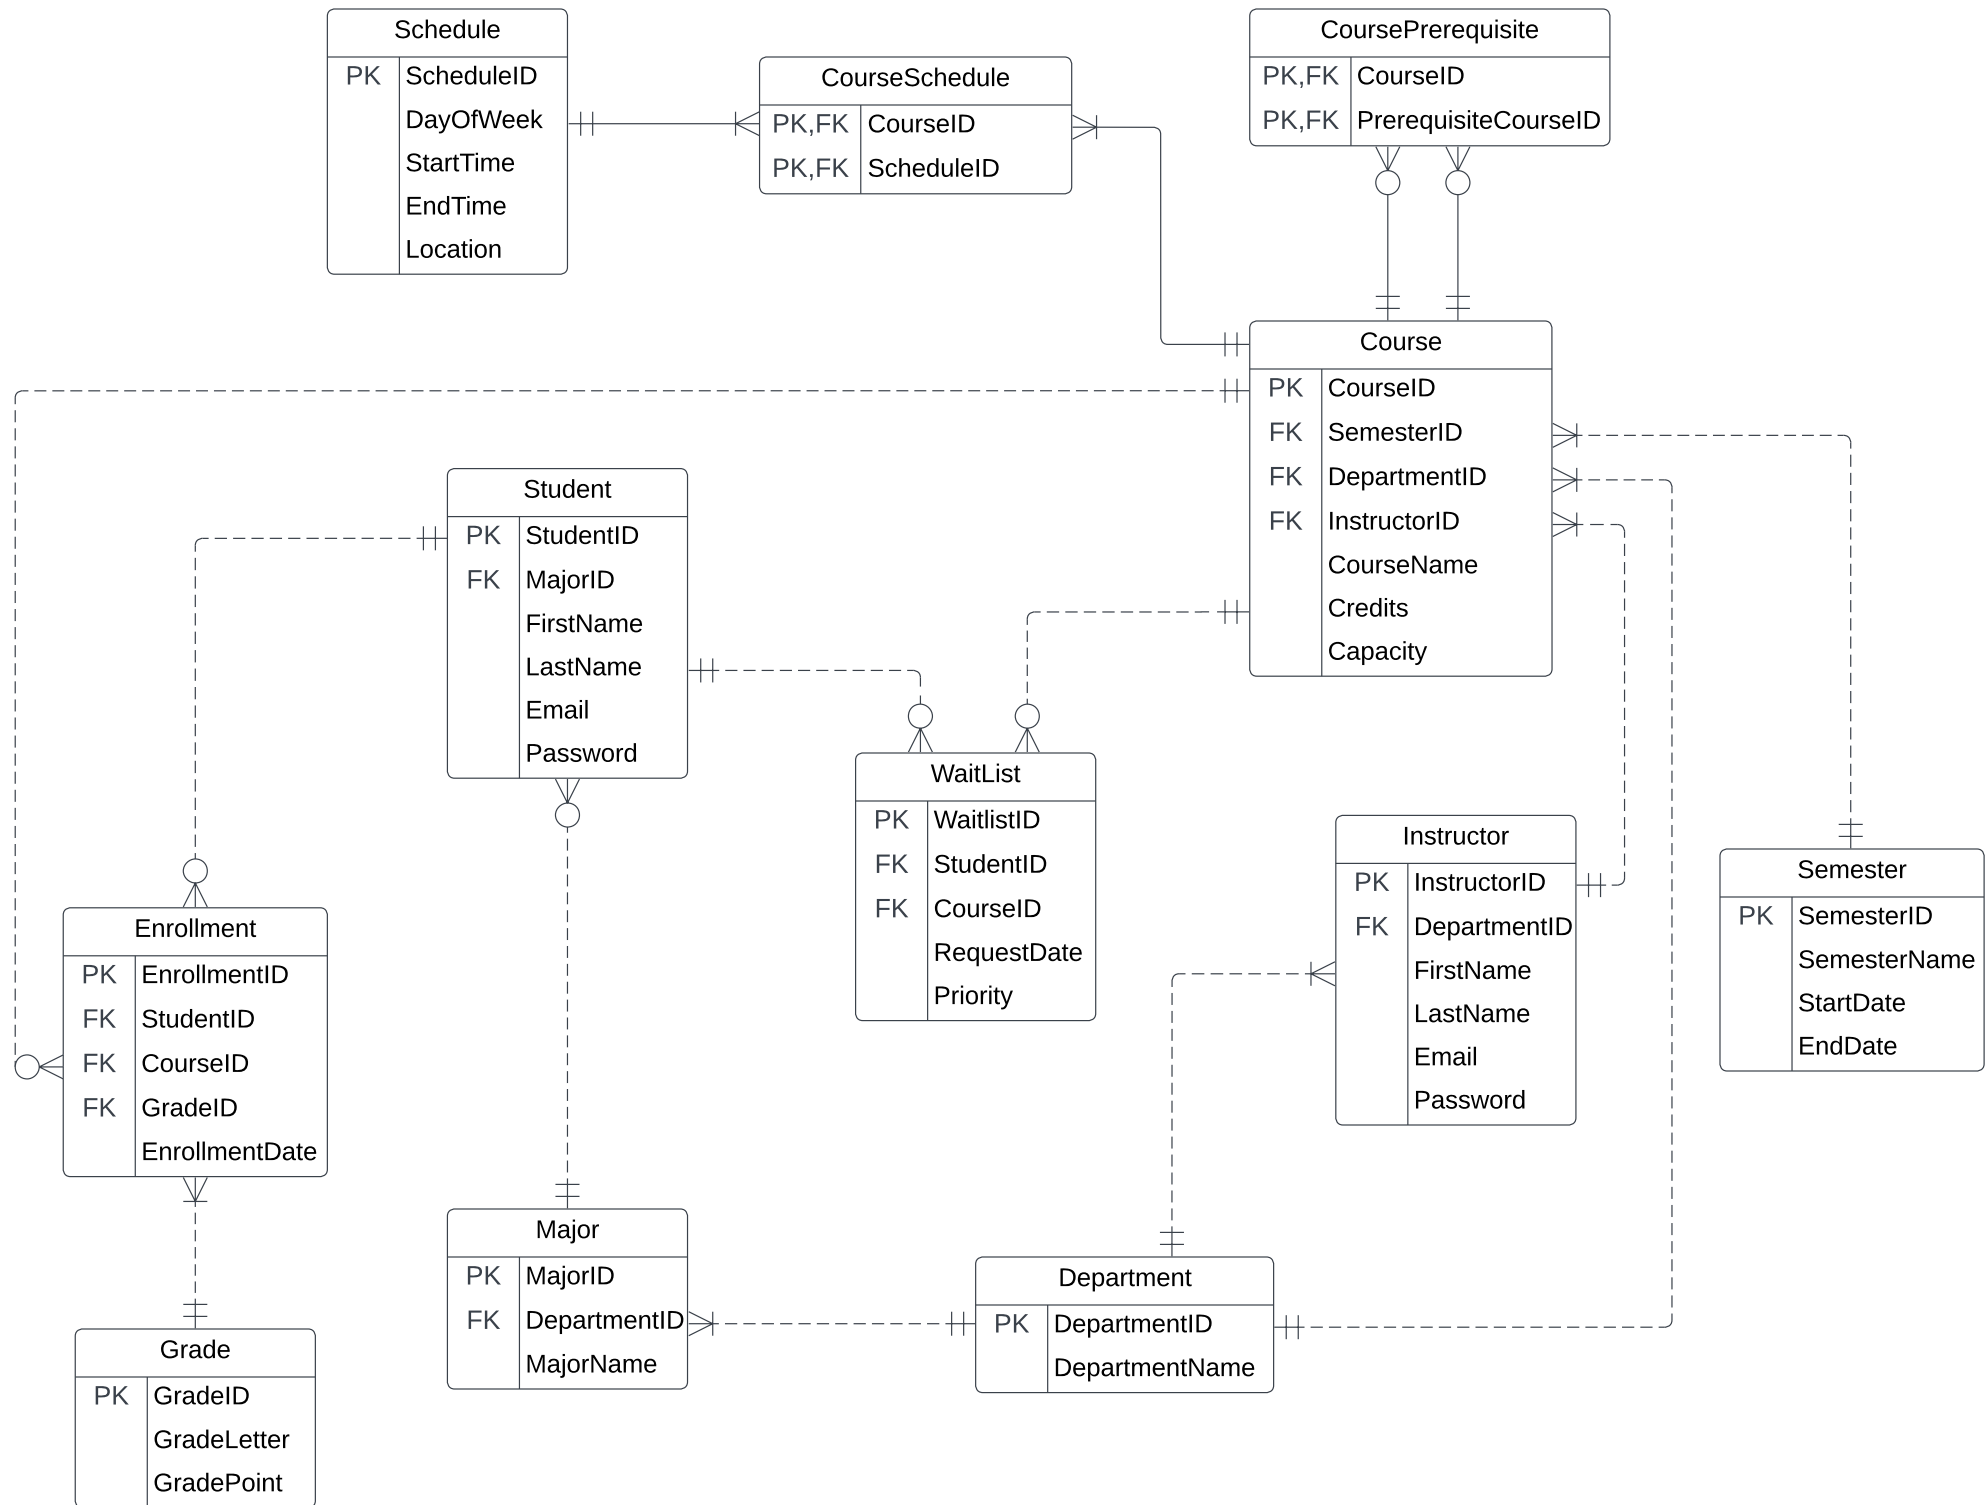 Schedule
PK ScheduleID
DayOfWeek
StartTime
EndTime
Location
CourseSchedule
PK,FK CourseID
PK,FK ScheduleID
CoursePrerequisite
PK,FK CourseID
PK,FK PrerequisiteCourseID
Course
PK CourseID
FK SemesterID
FK DepartmentID
FK InstructorID
CourseName
Credits
Capacity
Student
PK StudentID
FK MajorID
FirstName
LastName
Email
Password
WaitList
PK WaitlistID
FK StudentID
FK CourseID
RequestDate
Priority
Instructor
PK InstructorID
FK DepartmentID
FirstName
LastName
Email
Password
Semester
PK SemesterID
SemesterName
StartDate
EndDate
Enrollment
PK EnrollmentID
FK StudentID
FK CourseID
FK GradeID
EnrollmentDate
Major
PK MajorID
FK DepartmentID
MajorName
Department
PK DepartmentID
DepartmentName
Grade
PK GradeID
GradeLetter
GradePoint